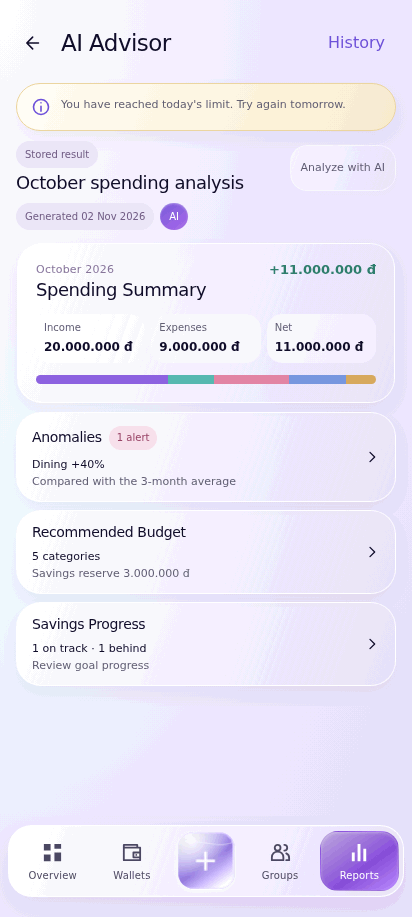 AI Advisor
History
You have reached today's limit. Try again tomorrow.
Stored result
October spending analysis
Analyze with AI
Generated 02 Nov 2026
AI
October 2026
+11.000.000 đ
Spending Summary
Income
Expenses
Net
20.000.000 đ
9.000.000 đ
11.000.000 đ
Anomalies
1 alert
Dining +40%
Compared with the 3-month average
Recommended Budget
5 categories
Savings reserve 3.000.000 đ
Savings Progress
1 on track · 1 behind
Review goal progress
Overview
Wallets
Groups
Reports